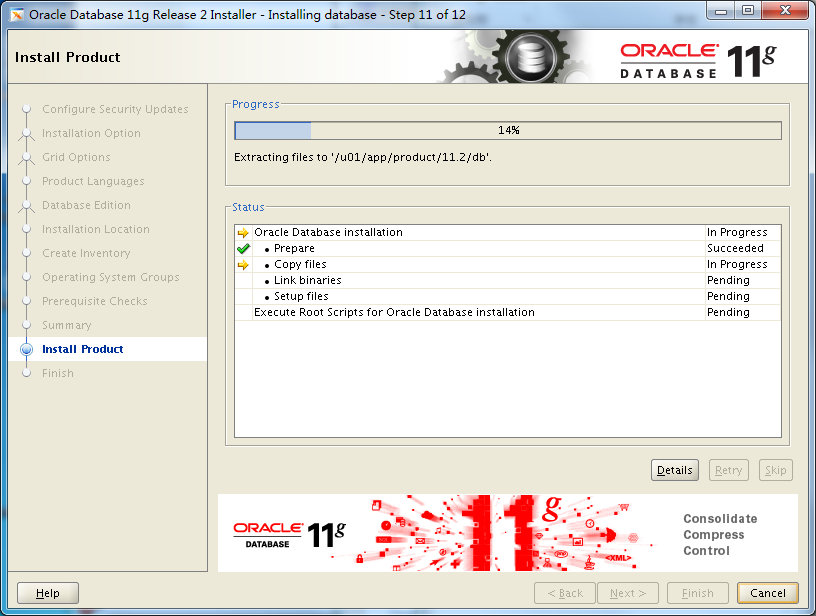 Oracle Database 11g Release 2 Installer - Installing database - Step 11 of 12
Install Product
ORACLE
DATABASE 11g
Configure Security Updates
Installation Option
Grid Options
Product Languages
Database Edition
Installation Location
Create Inventory
Operating System Groups
Prerequisite Checks
Summary
Install Product
Finish
Progress
14%
Extracting files to '/u01/app/product/11.2/db'.
Status
Oracle Database installation In Progress
• Prepare Succeeded
• Copy files In Progress
• Link binaries Pending
• Setup files Pending
Execute Root Scripts for Oracle Database installation Pending
Details Retry Skip
ORACLE
DATABASE 11g
11g
<XML>
Consolidate
Compress
Control
Help < Back Next > Finish Cancel